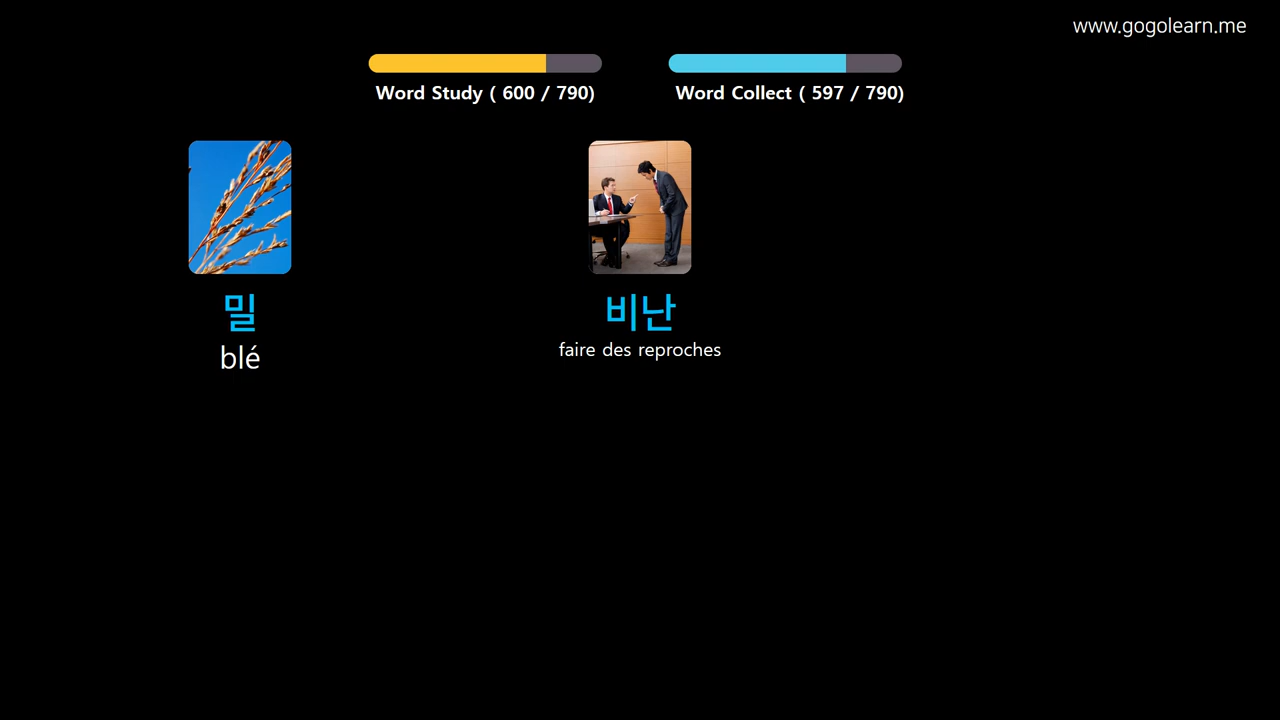 www.gogolearn.me
Word Study ( 600 / 790)
Word Collect ( 597 / 790)
밀
blé
비난
faire des reproches